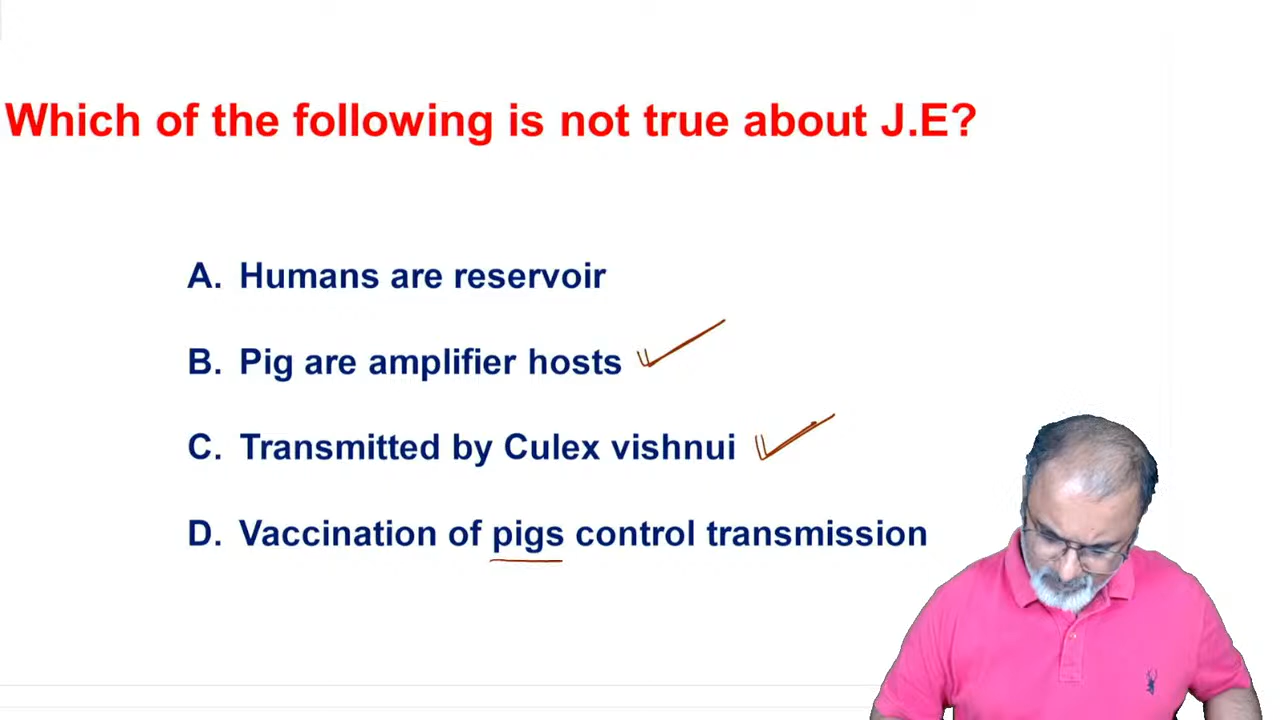 Which of the following is not true about J.E?
A. Humans are reservoir
B. Pig are amplifier hosts
C. Transmitted by Culex vishnui
D. Vaccination of pigs control transmission